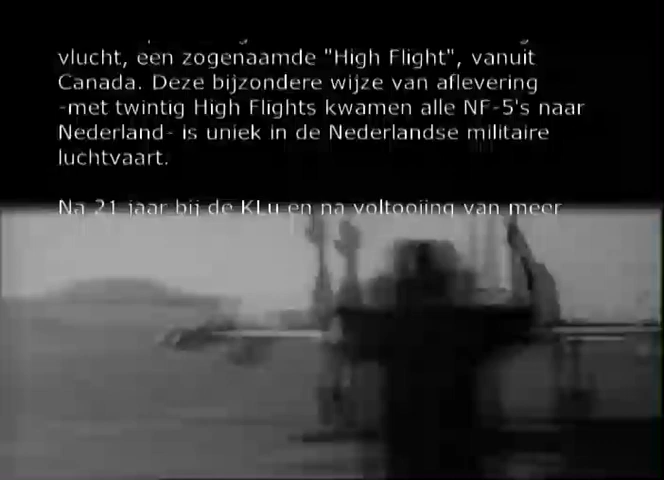 vlucht, een zogenaamde "High Flight", vanuit
Canada. Deze bijzondere wijze van aflevering
-met twintig High Flights kwamen alle NF-5's naar
Nederland- is uniek in de Nederlandse militaire
luchtvaart.
Na 21 jaar bij de KLu en na voltooiing van meer